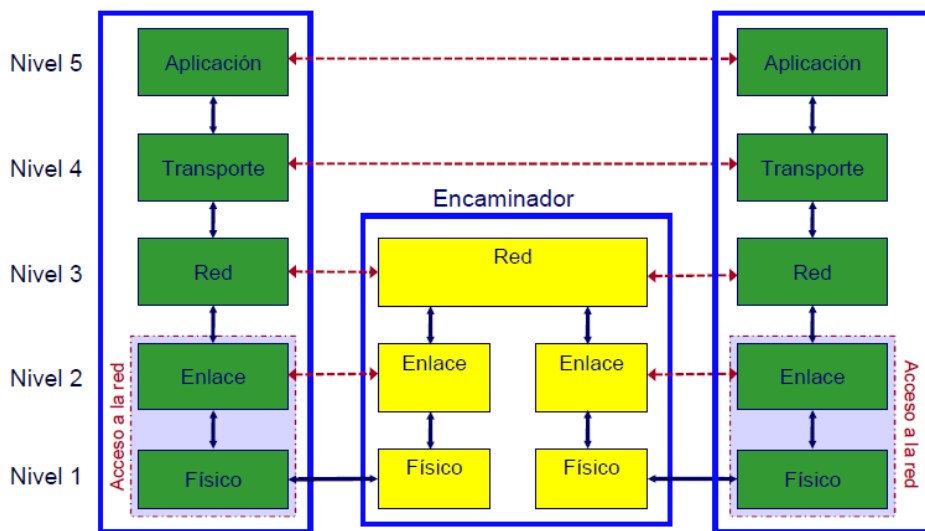 Nivel 5
Aplicación
Aplicación
Nivel 4
Transporte
Transporte
Encaminador
Nivel 3
Red
Red
Red
Nivel 2
Acceso a la red
Enlace
Enlace
Enlace
Enlace
Acceso a la red
Nivel 1
Físico
Físico
Físico
Físico